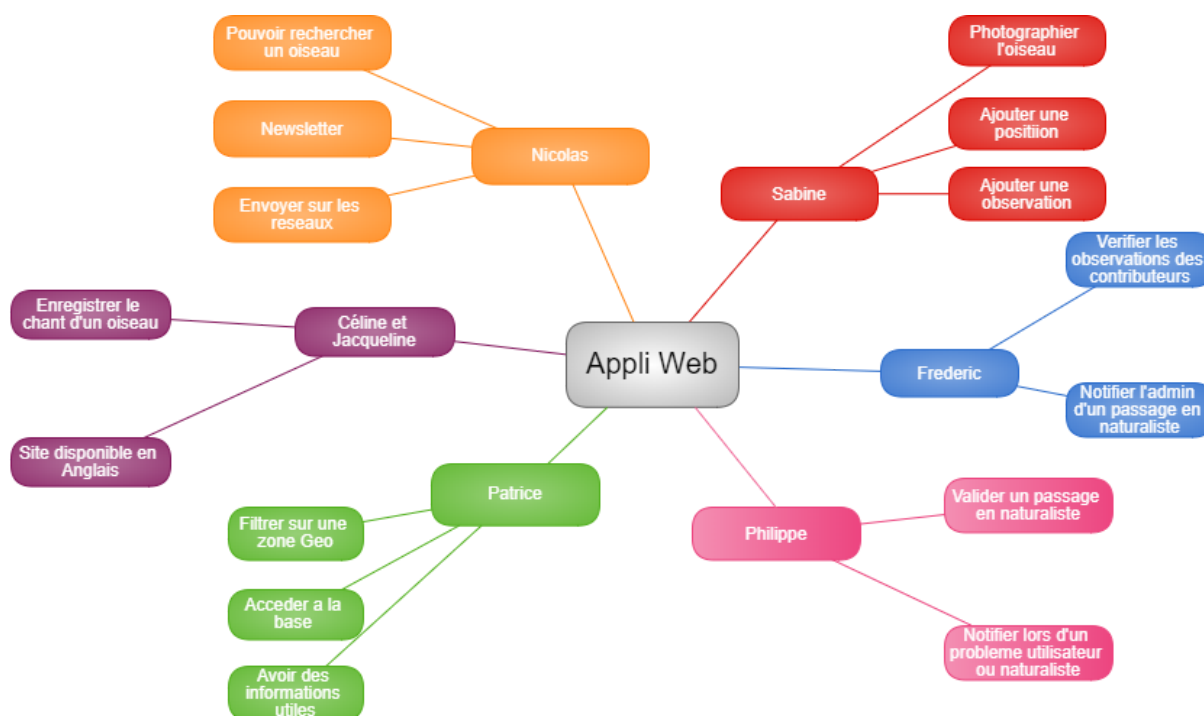 Pouvoir rechercher
un oiseau
Newsletter
Envoyer sur les
reseaux
Nicolas
Photographier
l'oiseau
Ajouter une
positiion
Ajouter une
observation
Sabine
Verifier les
observations des
contributeurs
Frederic
Notifier l'admin
d'un passage en
naturaliste
Enregistrer le
chant d'un oiseau
Céline et
Jacqueline
Site disponible en
Anglais
Appli Web
Patrice
Filtrer sur une
zone Geo
Acceder a la
base
Avoir des
informations
utiles
Philippe
Valider un passage
en naturaliste
Notifier lors d'un
probleme utilisateur
ou naturaliste